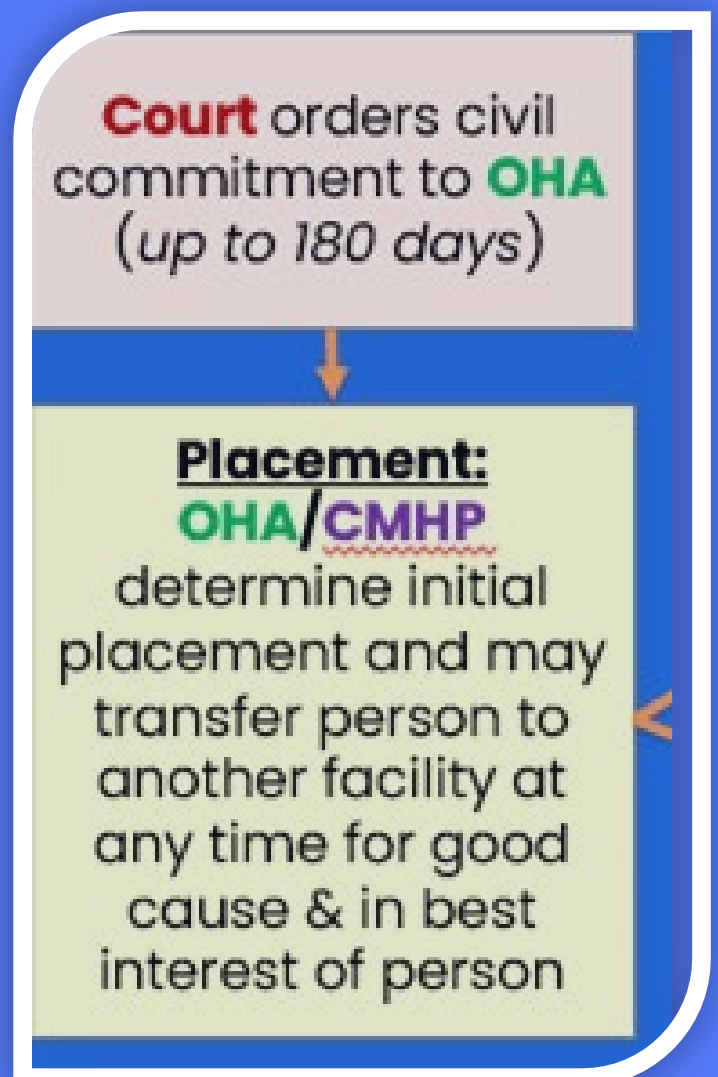 Court orders civil
commitment to OHA
(up to 180 days)
Placement:
OHA/CMHP
determine initial
placement and may
transfer person to
another facility at
any time for good
cause & in best
interest of person